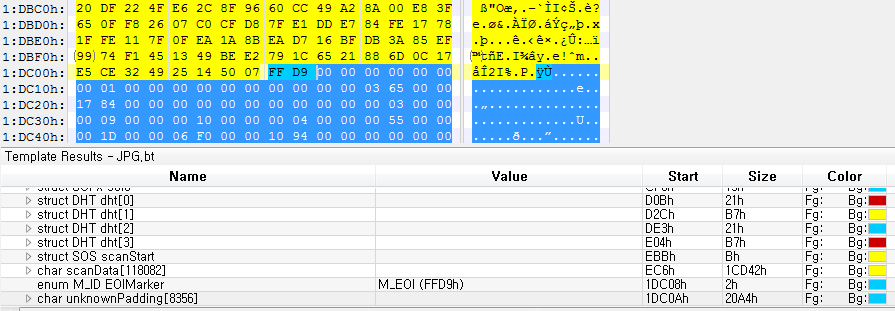 1:DBC0h: 20 DF 22 4F E6 2C 8F 96 60 CC 49 A2 8A 00 E8 3F  ß"Oæ,.–`ÌI¢Š.è?
1:DBD0h: 65 0F F8 26 07 C0 CF D8 7F E1 DD E7 84 FE 17 78 e.ø&.ÀÏØ.áÝç„þ.x
1:DBE0h: 1F FE 11 7F 0F EA 1A 8B EA D7 16 BF DB 3A 85 EF .þ...ê.‹ê×.¿Û:…ï
1:DBF0h: (99) 74 F1 45 13 49 BE E2 79 1C 65 21 88 6D 0C 17 ™tñE.I¾ây.e!ˆm..
1:DC00h: E5 CE 32 49 25 14 50 07 FF D9 00 00 00 00 00 00 åÎ2I%.P.ÿÙ......
1:DC10h: 00 01 00 00 00 00 00 00 00 00 00 03 65 00 00 00 ............e...
1:DC20h: 17 84 00 00 00 00 00 00 00 00 00 00 03 00 00 00 .„..............
1:DC30h: 00 09 00 00 00 10 00 00 00 04 00 00 00 55 00 00 .............U..
1:DC40h: 00 1D 00 00 06 F0 00 00 10 94 00 00 00 00 00 00 .....ð...”......
Template Results - JPG.bt
Name Value Start Size Color
struct DHT dht[0] D0Bh 21h Fg: Bg:
struct DHT dht[1] D2Ch B7h Fg: Bg:
struct DHT dht[2] DE3h 21h Fg: Bg:
struct DHT dht[3] E04h B7h Fg: Bg:
struct SOS scanStart EBBh Bh Fg: Bg:
char scanData[118082] EC6h 1CD42h Fg: Bg:
enum M_ID EOIMarker M_EOI (FFD9h) 1DC08h 2h Fg: Bg:
char unknownPadding[8356] 1DC0Ah 20A4h Fg: Bg: